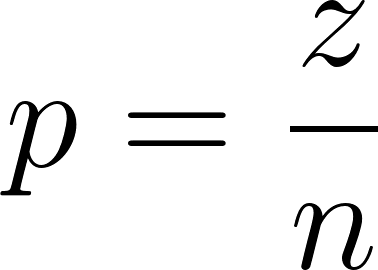 p = z/n